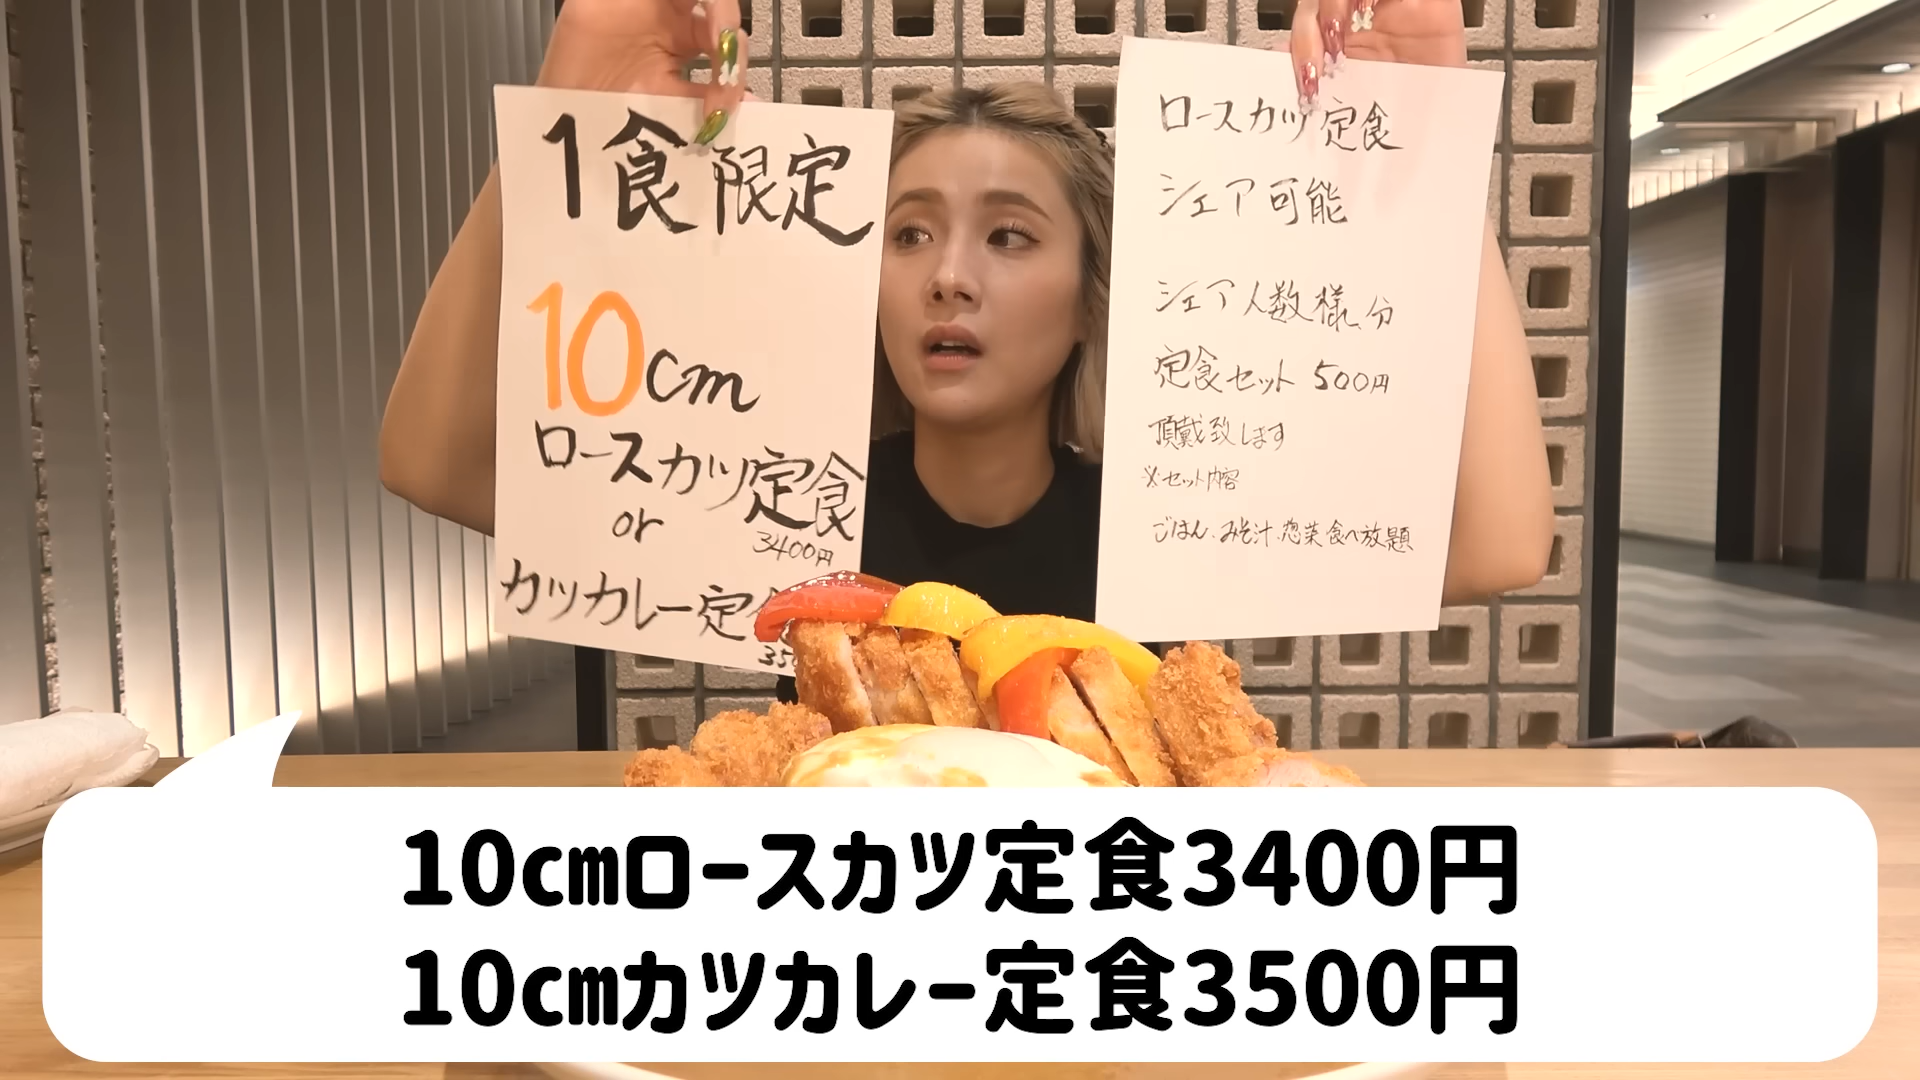 1食限定
10cm
ロースカツ定食
or
3400円
カツカレー定食
ロースカツ定食
シェア可能
シェア人数様分
定食セット 500円
頂戴致します
※セット内容
ごはん、みそ汁、惣菜食べ放題
10cmロースカツ定食3400円
10cmカツカレー定食3500円